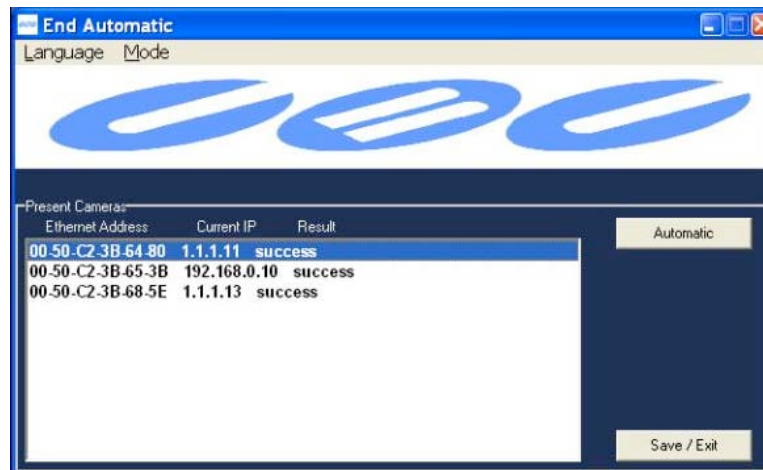 End Automatic
Language Mode
CBC
Present Cameras
Ethernet Address Current IP Result
Automatic
00-50-C2-3B-64-80 1.1.1.11 success
00-50-C2-3B-65-3B 192.168.0.10 success
00-50-C2-3B-68-5E 1.1.1.13 success
Save / Exit